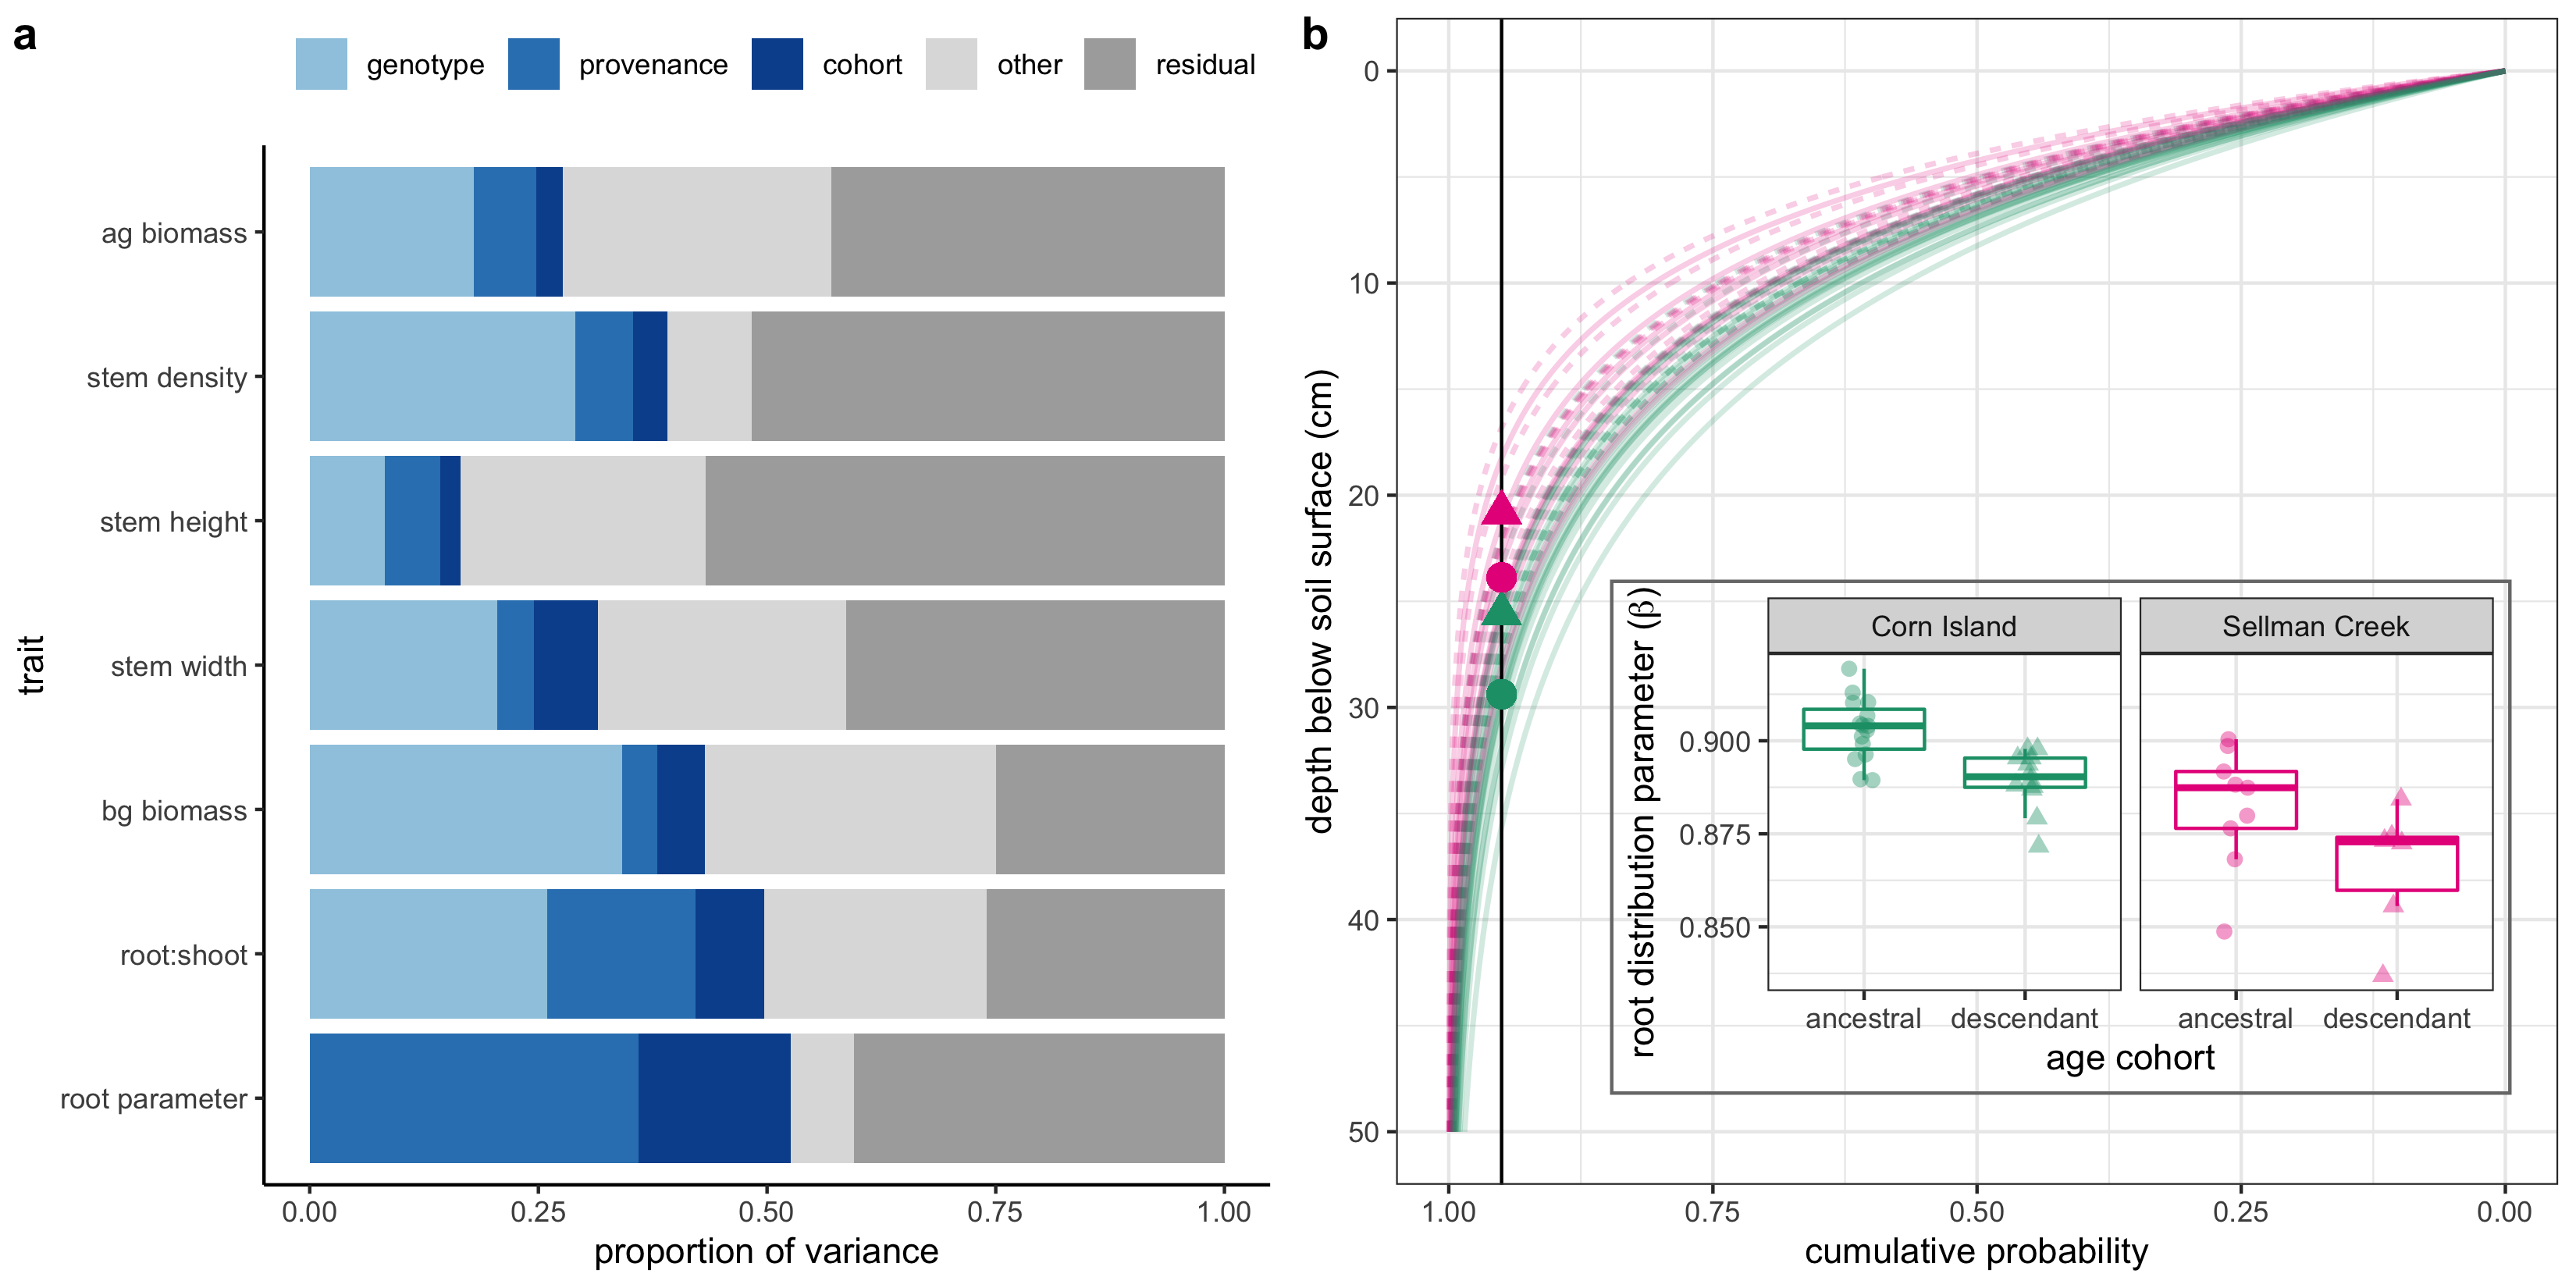 a
genotype provenance cohort other residual
trait
ag biomass
stem density
stem height
stem width
bg biomass
root:shoot
root parameter
0.00 0.25 0.50 0.75 1.00
proportion of variance
b
depth below soil surface (cm)
0
10
20
30
40
50
1.00 0.75 0.50 0.25 0.00
cumulative probability
root distribution parameter (β)
Corn Island Sellman Creek
0.900
0.875
0.850
ancestral descendant ancestral descendant
age cohort